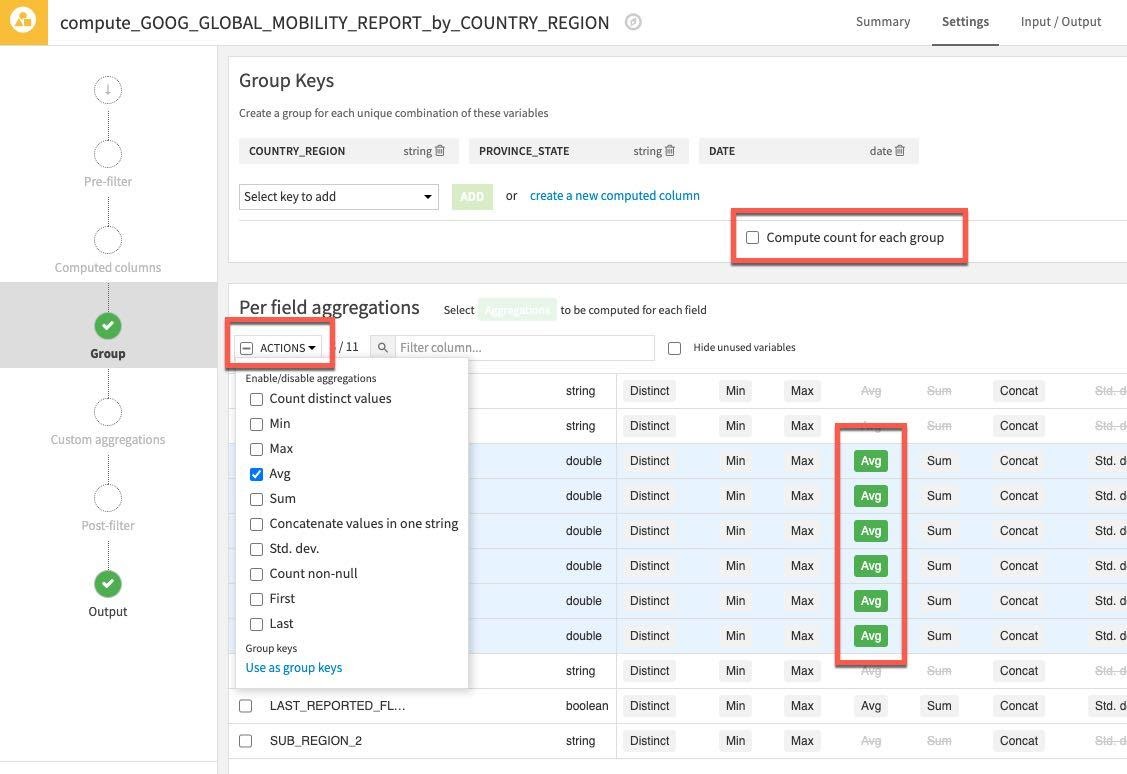 compute_GOOG_GLOBAL_MOBILITY_REPORT_by_COUNTRY_REGION
Summary Settings Input / Output
Group Keys
Create a group for each unique combination of these variables
COUNTRY_REGION string PROVINCE_STATE string DATE date
Pre-filter
Select key to add ADD or create a new computed column
Compute count for each group
Computed columns
Per field aggregations Select Aggregations to be computed for each field
ACTIONS / 11 Filter column... Hide unused variables
Group
Enable/disable aggregations
string Distinct Min Max Avg Sum Concat Std. d
Count distinct values
Min
string Distinct Min Max Avg Sum Concat Std. d
Custom aggregations
Max
double Distinct Min Max Avg Sum Concat Std. d
Avg
Sum
double Distinct Min Max Avg Sum Concat Std. d
Post-filter
Concatenate values in one string
double Distinct Min Max Avg Sum Concat Std. d
Std. dev.
double Distinct Min Max Avg Sum Concat Std. d
Count non-null
First
double Distinct Min Max Avg Sum Concat Std. d
Output
Last
double Distinct Min Max Avg Sum Concat Std. d
Group keys
Use as group keys
string Distinct Min Max Avg Sum Concat Std. d
LAST_REPORTED_FL... boolean Distinct Min Max Avg Sum Concat Std. d
SUB_REGION_2 string Distinct Min Max Avg Sum Concat Std. d